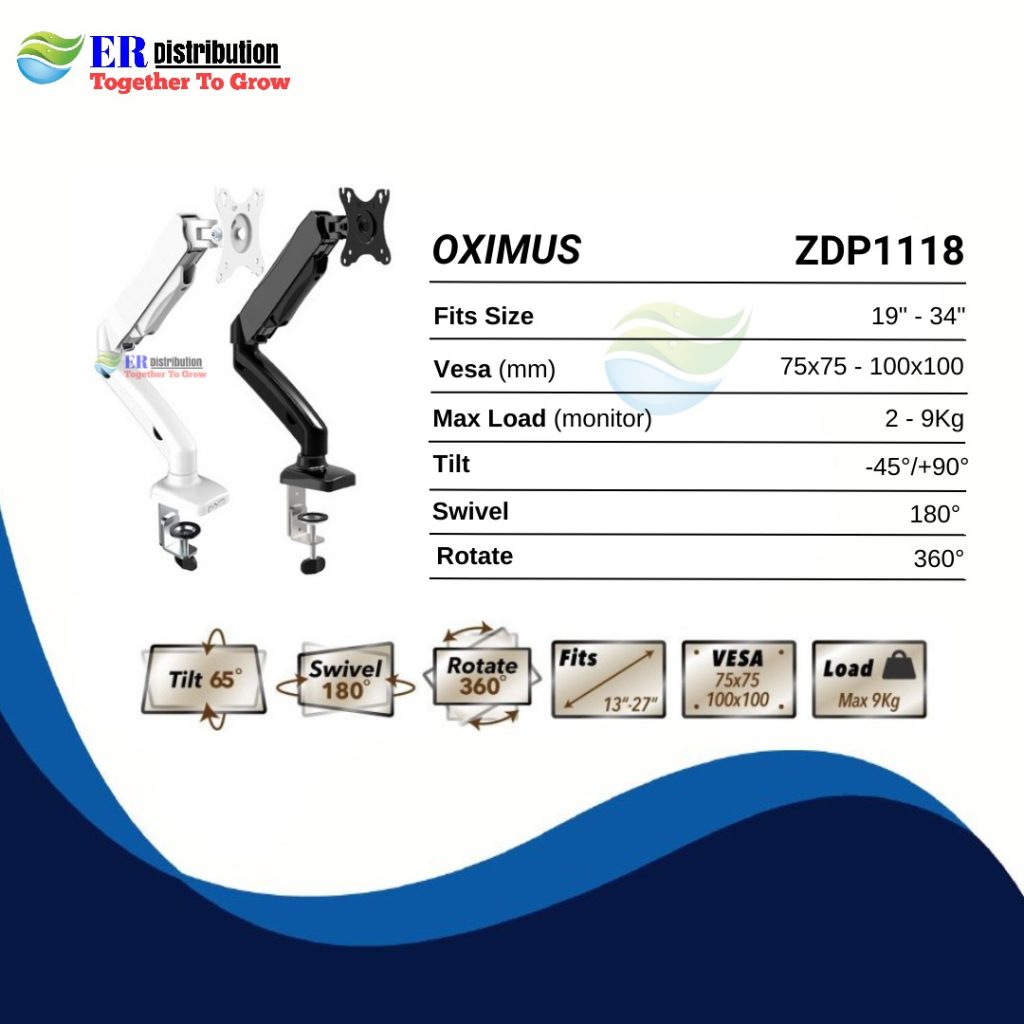 ER Distribution
Together To Grow
OXIMUS ZDP1118
Fits Size 19" - 34"
Vesa (mm) 75x75 - 100x100
Max Load (monitor) 2 - 9Kg
Tilt -45°/+90°
Swivel 180°
Rotate 360°
ER Distribution
Together To Grow
Tilt 65°
Swivel
180°
Rotate
360°
Fits
13"-27"
VESA
75x75
100x100
Load
Max 9Kg